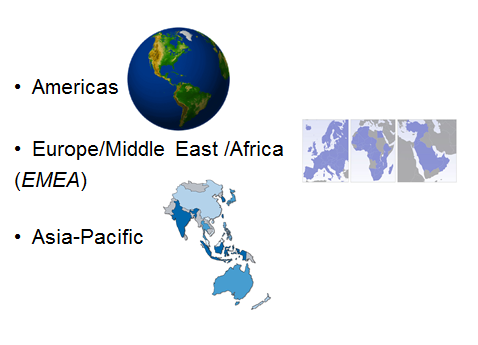 • Americas
• Europe/Middle East /Africa
(EMEA)
• Asia-Pacific